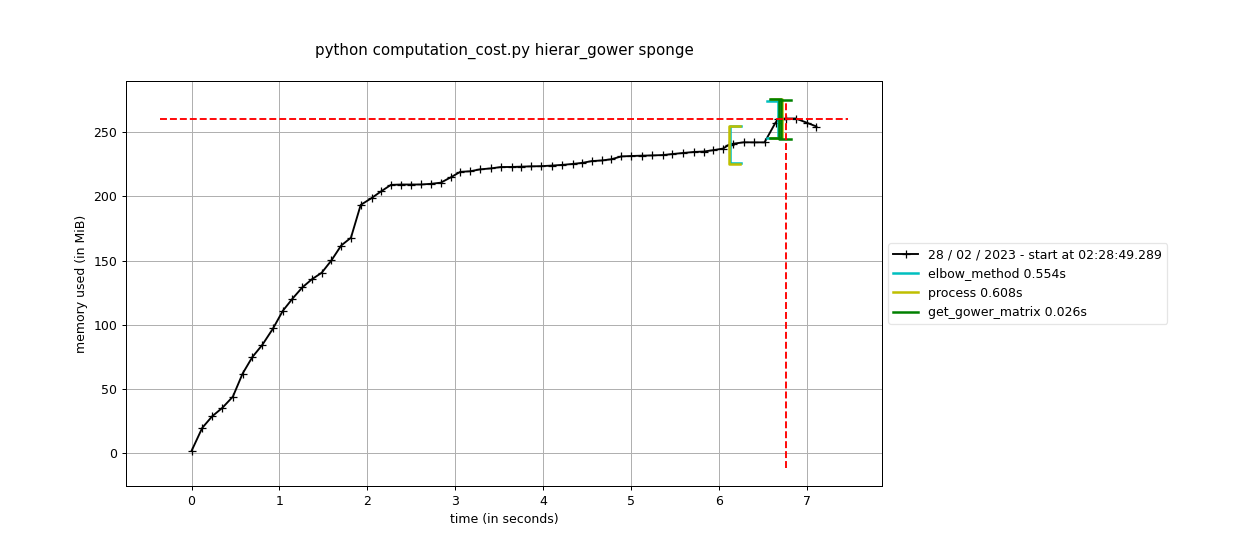 python computation_cost.py hierar_gower sponge
memory used (in MiB)
250
200
150
100
50
0
0 1 2 3 4 5 6 7
time (in seconds)
28 / 02 / 2023 - start at 02:28:49.289
elbow_method 0.554s
process 0.608s
get_gower_matrix 0.026s